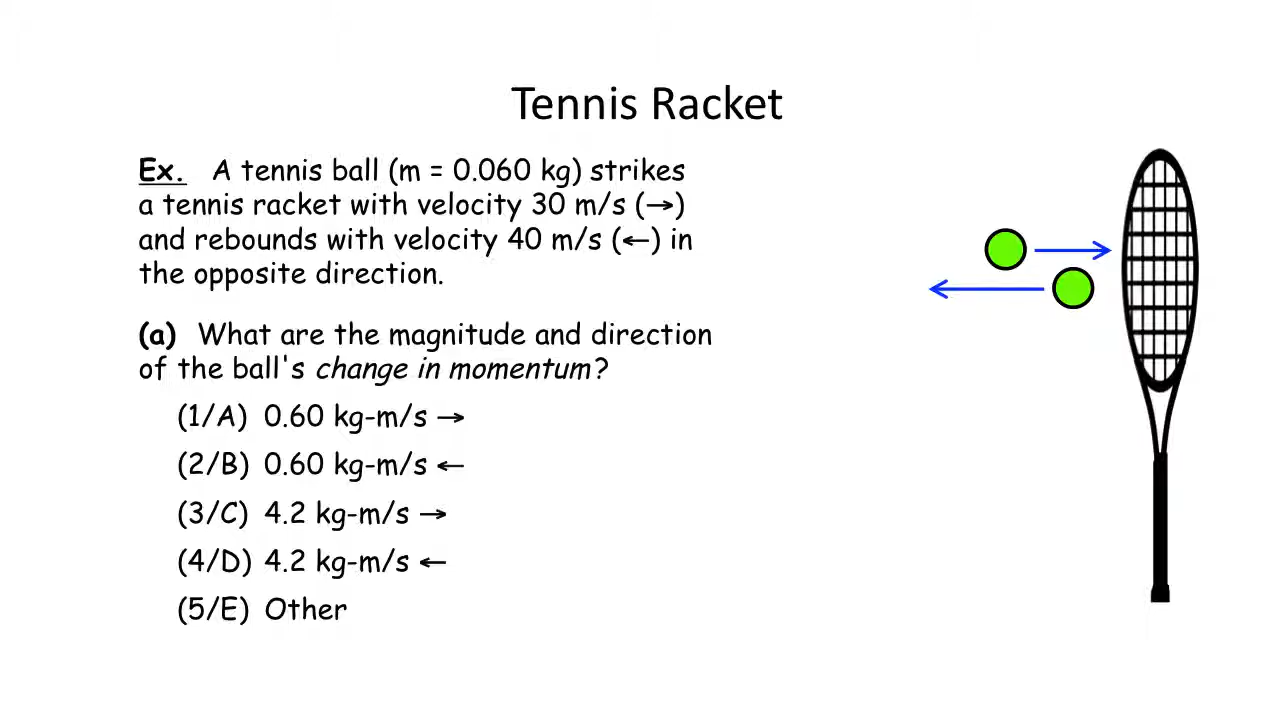 Tennis Racket
Ex. A tennis ball (m = 0.060 kg) strikes
a tennis racket with velocity 30 m/s (→)
and rebounds with velocity 40 m/s (←) in
the opposite direction.
(a) What are the magnitude and direction
of the ball's change in momentum?
(1/A) 0.60 kg-m/s →
(2/B) 0.60 kg-m/s ←
(3/C) 4.2 kg-m/s →
(4/D) 4.2 kg-m/s ←
(5/E) Other